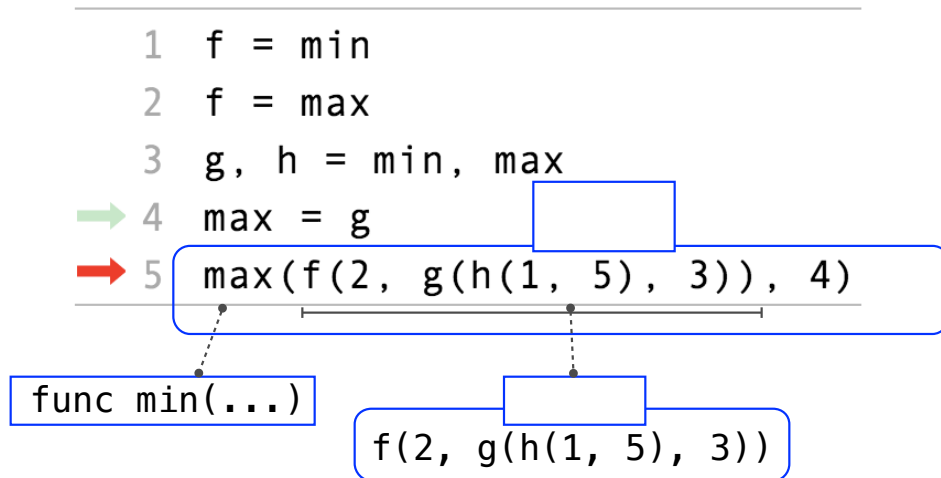 1 f = min
2 f = max
3 g, h = min, max
4 max = g
5 max(f(2, g(h(1, 5), 3)), 4)
func min(...)
f(2, g(h(1, 5), 3))